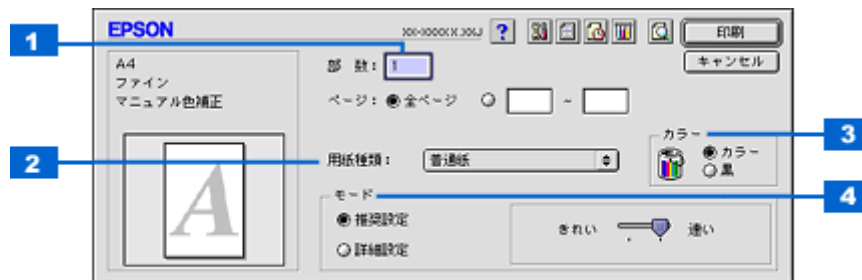 EPSON
? 印刷
1
A4
ファイン
マニュアル色補正
部 数: 1
キャンセル
ページ: 全ページ ~
カラー
3
2
用紙種類: 普通紙
カラー
黒
モード
4
推奨設定
きれい 速い
詳細設定
A